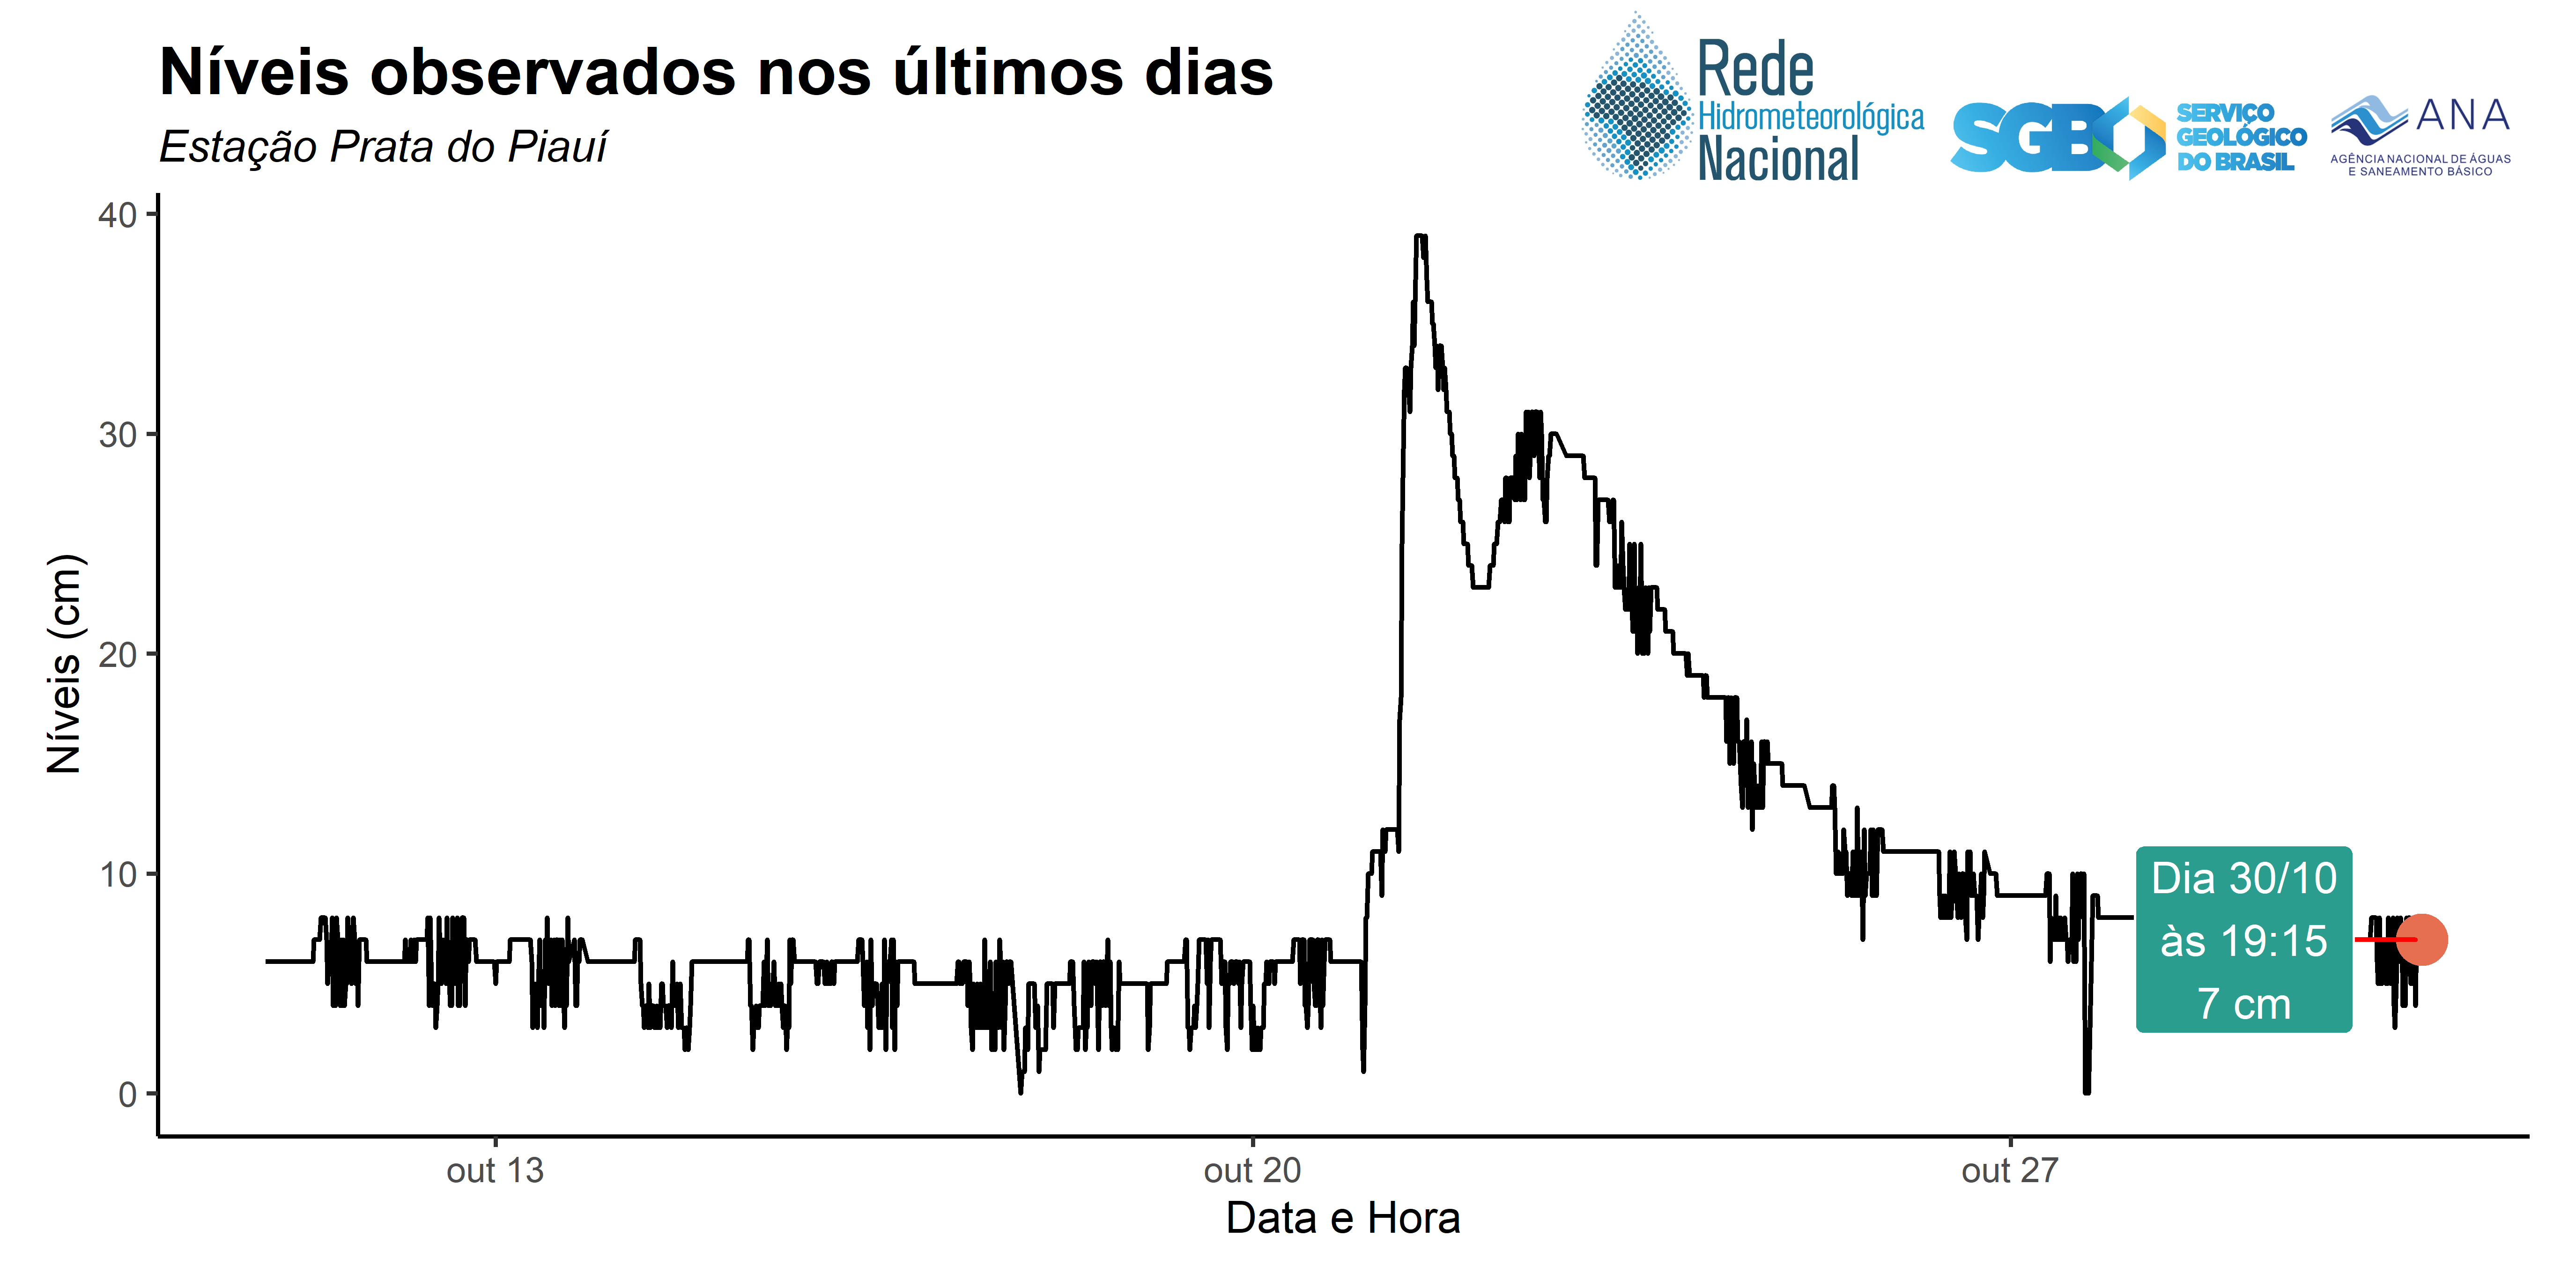 Níveis observados nos últimos dias
Estação Prata do Piauí
Rede
Hidrometeorológica
Nacional
SGB
SERVIÇO
GEOLÓGICO
DO BRASIL
ANA
AGÊNCIA NACIONAL DE ÁGUAS
E SANEAMENTO BÁSICO
Níveis (cm)
40
30
20
10
0
Dia 30/10
às 19:15
7 cm
out 13
out 20
out 27
Data e Hora